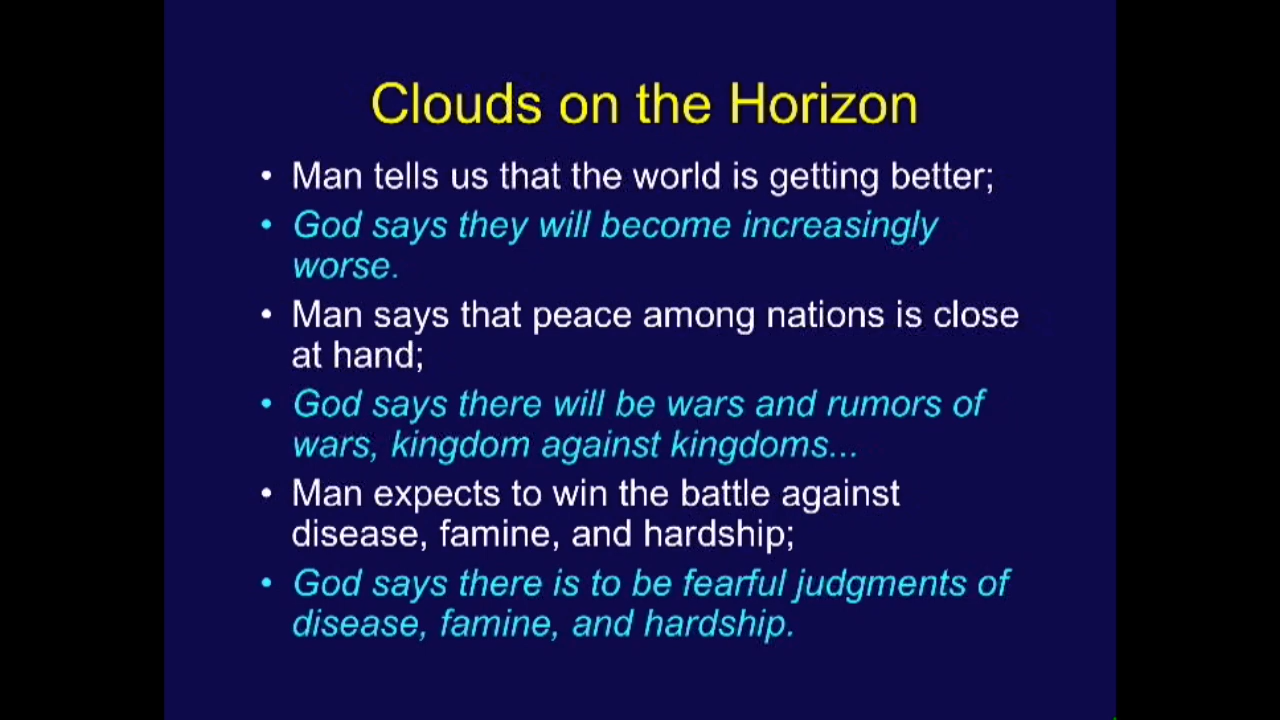 Clouds on the Horizon
• Man tells us that the world is getting better;
• God says they will become increasingly
worse.
• Man says that peace among nations is close
at hand;
• God says there will be wars and rumors of
wars, kingdom against kingdoms...
• Man expects to win the battle against
disease, famine, and hardship;
• God says there is to be fearful judgments of
disease, famine, and hardship.